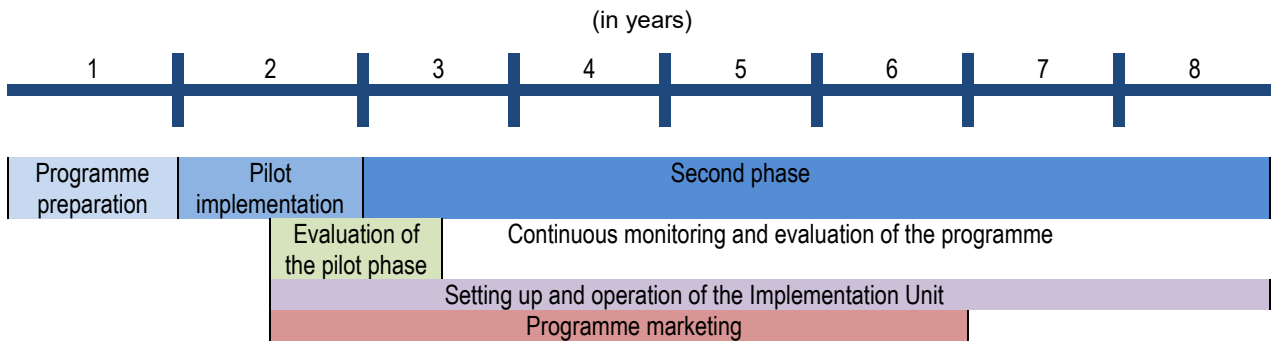 (in years)
1 2 3 4 5 6 7 8
Programme preparation
Pilot implementation
Second phase
Evaluation of the pilot phase
Continuous monitoring and evaluation of the programme
Setting up and operation of the Implementation Unit
Programme marketing